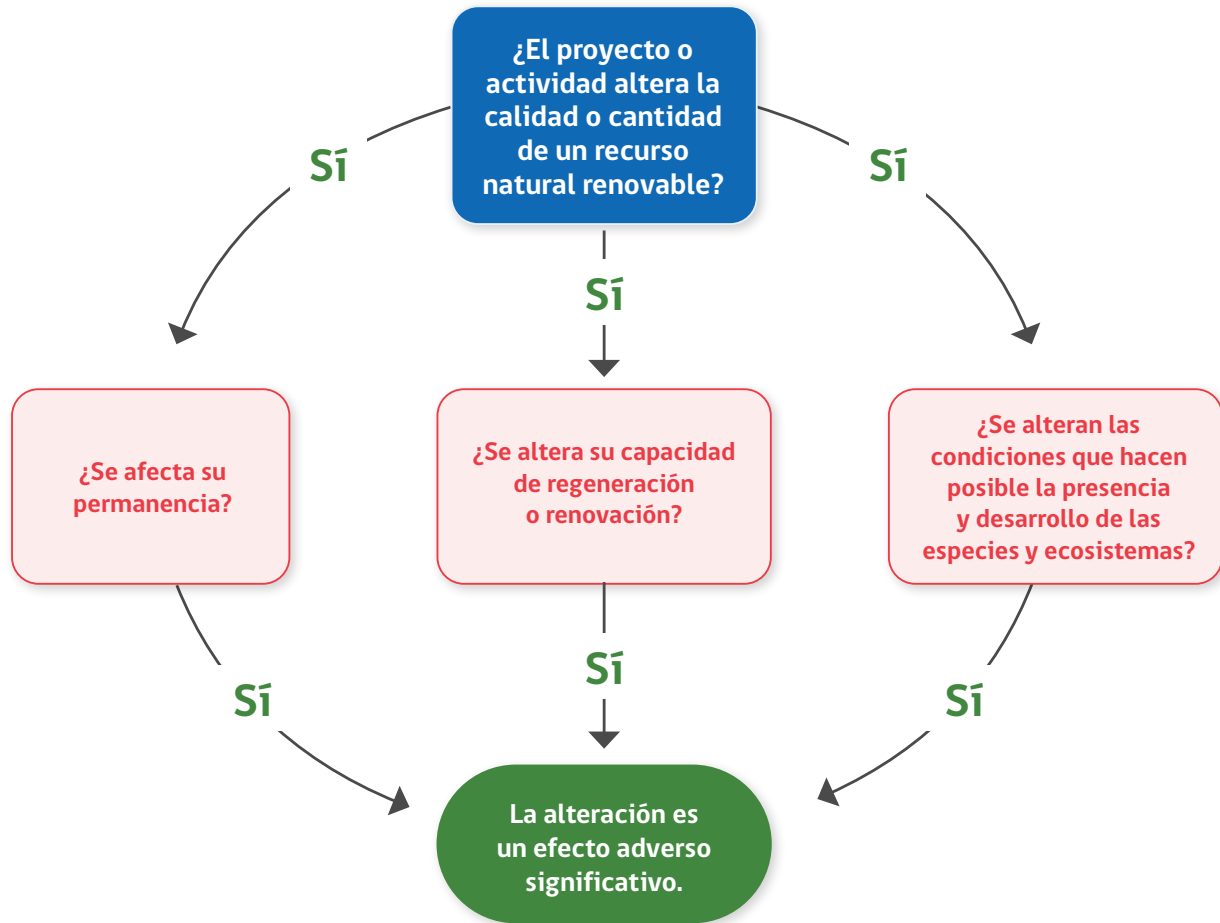 ¿El proyecto o
actividad altera la
calidad o cantidad
de un recurso
natural renovable?
Sí
Sí
Sí
¿Se afecta su
permanencia?
¿Se altera su capacidad
de regeneración
o renovación?
¿Se alteran las
condiciones que hacen
posible la presencia
y desarrollo de las
especies y ecosistemas?
Sí
Sí
Sí
La alteración es
un efecto adverso
significativo.